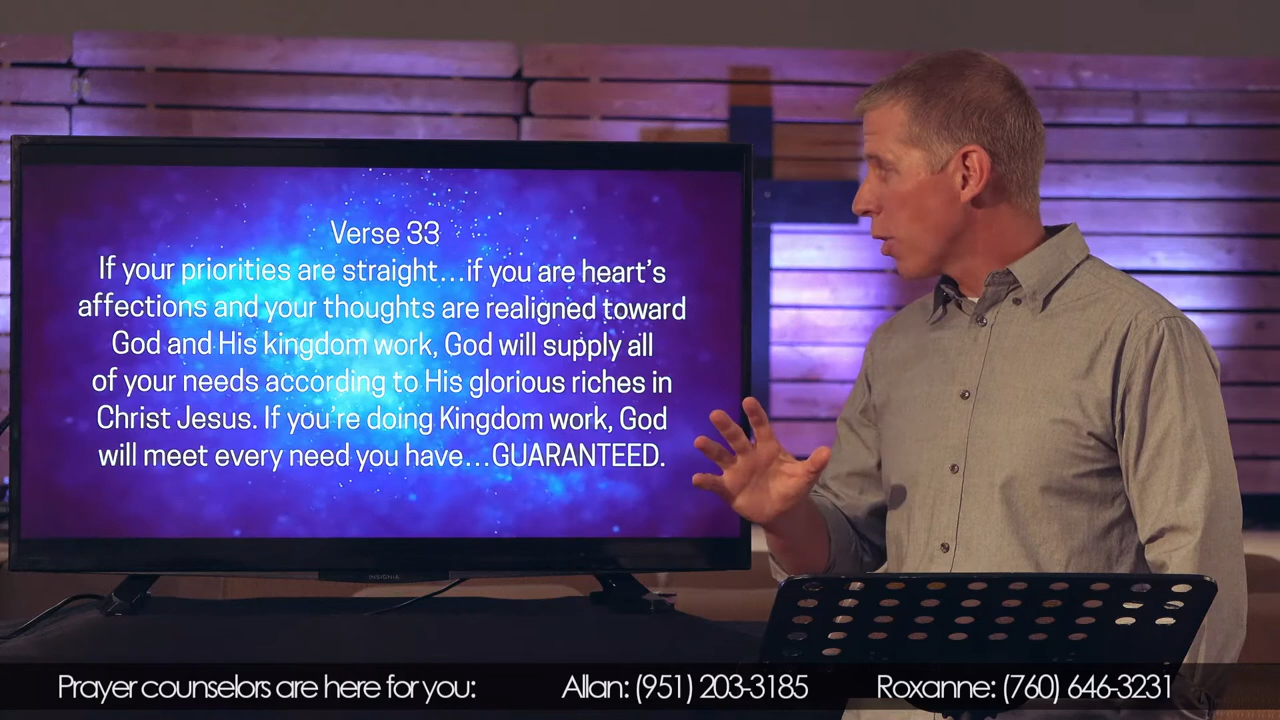 Verse 33
If your priorities are straight...if you are heart's
affections and your thoughts are realigned toward
God and His kingdom work, God will supply all
of your needs according to His glorious riches in
Christ Jesus. If you're doing Kingdom work, God
will meet every need you have...GUARANTEED.
INSIGNIA
Prayer counselors are here for you: Allan: (951) 203-3185 Roxanne: (760) 646-3231